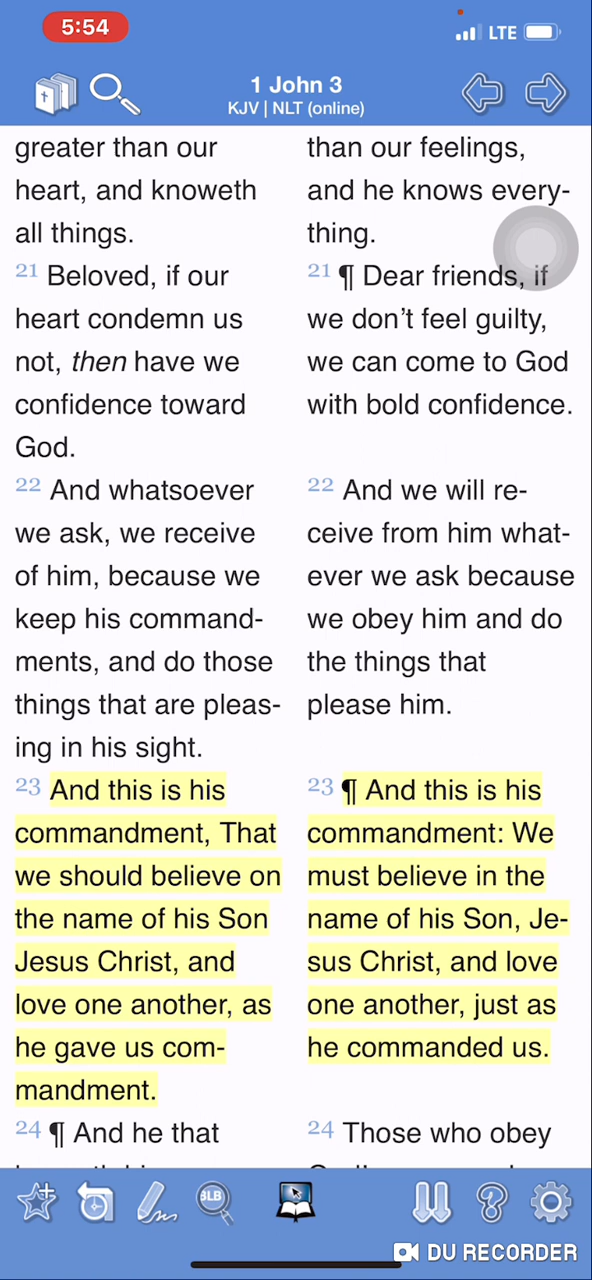 5:54
LTE
1 John 3
KJV | NLT (online)
greater than our
heart, and knoweth
all things.
21 Beloved, if our
heart condemn us
not, then have we
confidence toward
God.
22 And whatsoever
we ask, we receive
of him, because we
keep his command-
ments, and do those
things that are pleas-
ing in his sight.
23 And this is his
commandment, That
we should believe on
the name of his Son
Jesus Christ, and
love one another, as
he gave us com-
mandment.
24 ¶ And he that
than our feelings,
and he knows every-
thing.
21 ¶ Dear friends, if
we don’t feel guilty,
we can come to God
with bold confidence.
22 And we will re-
ceive from him what-
ever we ask because
we obey him and do
the things that
please him.
23 ¶ And this is his
commandment: We
must believe in the
name of his Son, Je-
sus Christ, and love
one another, just as
he commanded us.
24 Those who obey
BLB
DU RECORDER